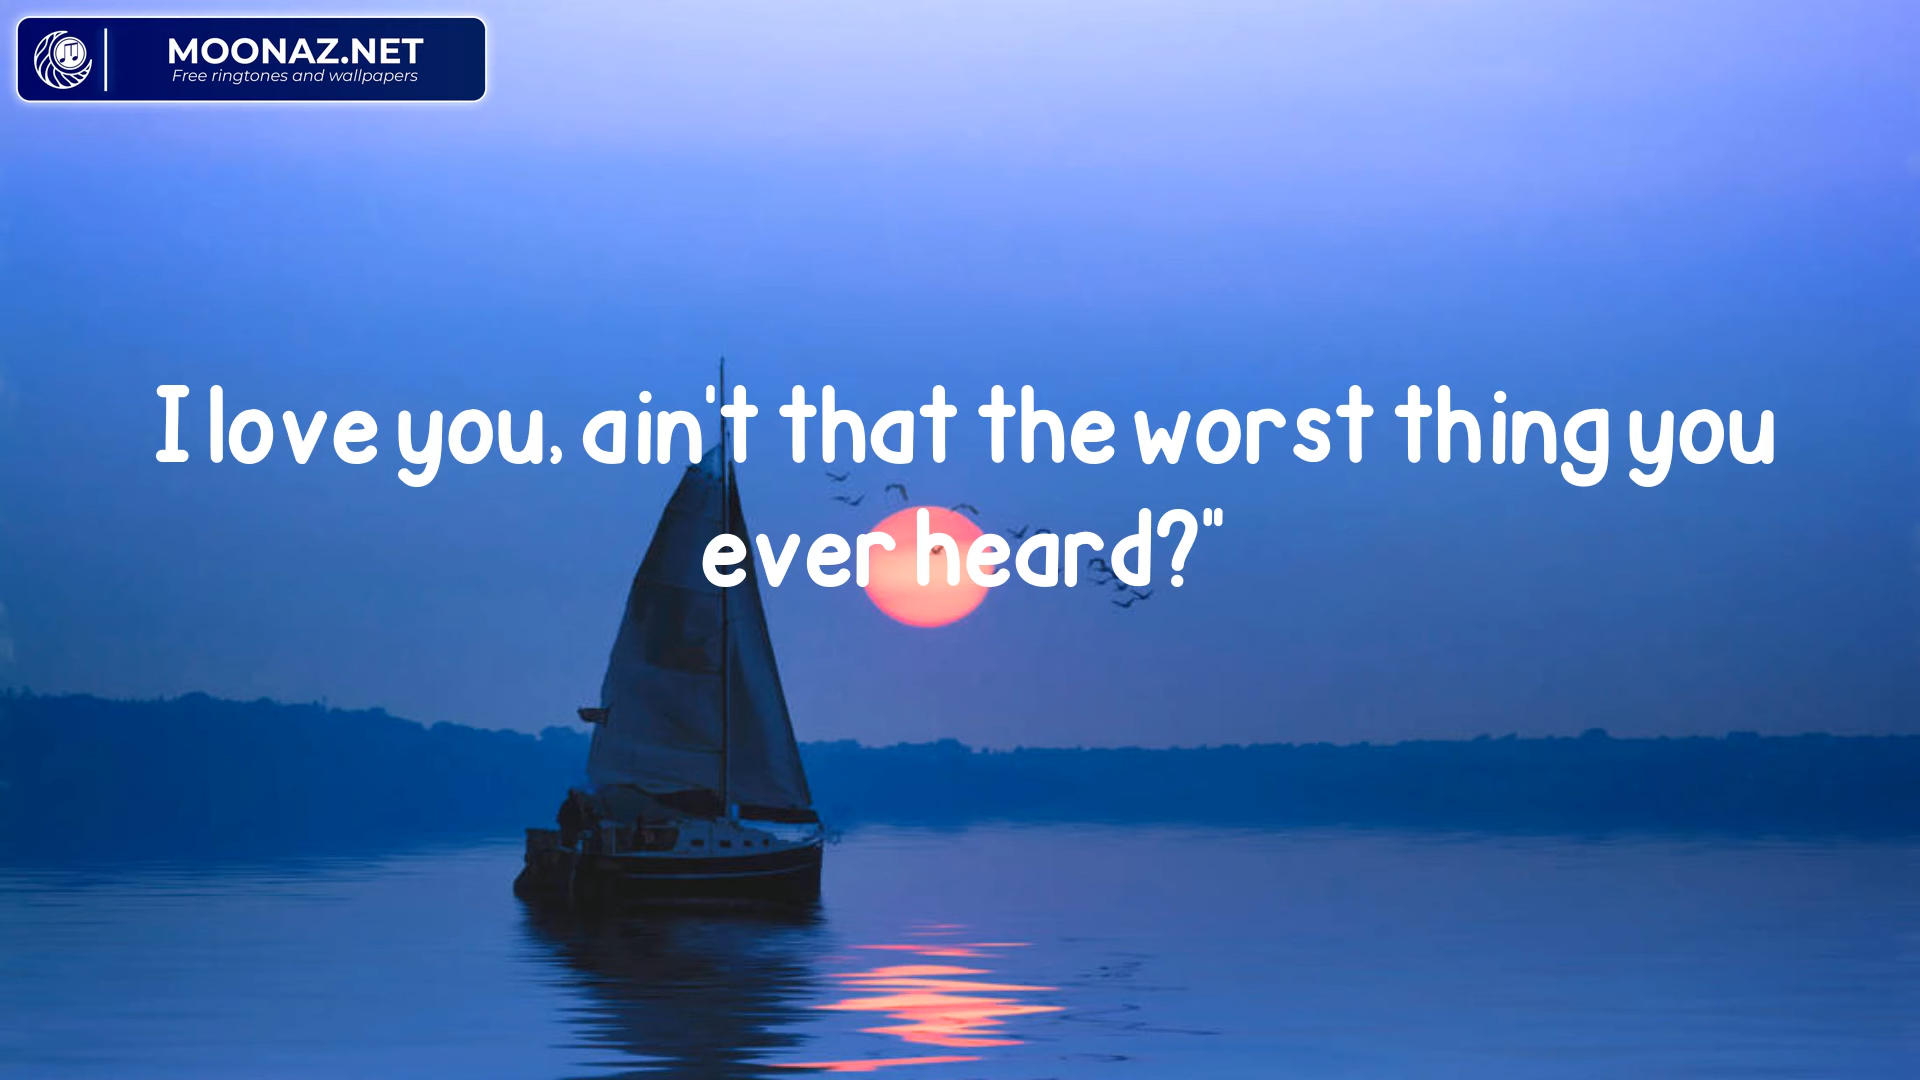 MOONAZ.NET
Free ringtones and wallpapers
I love you, ain't that the worst thing you
ever heard?"